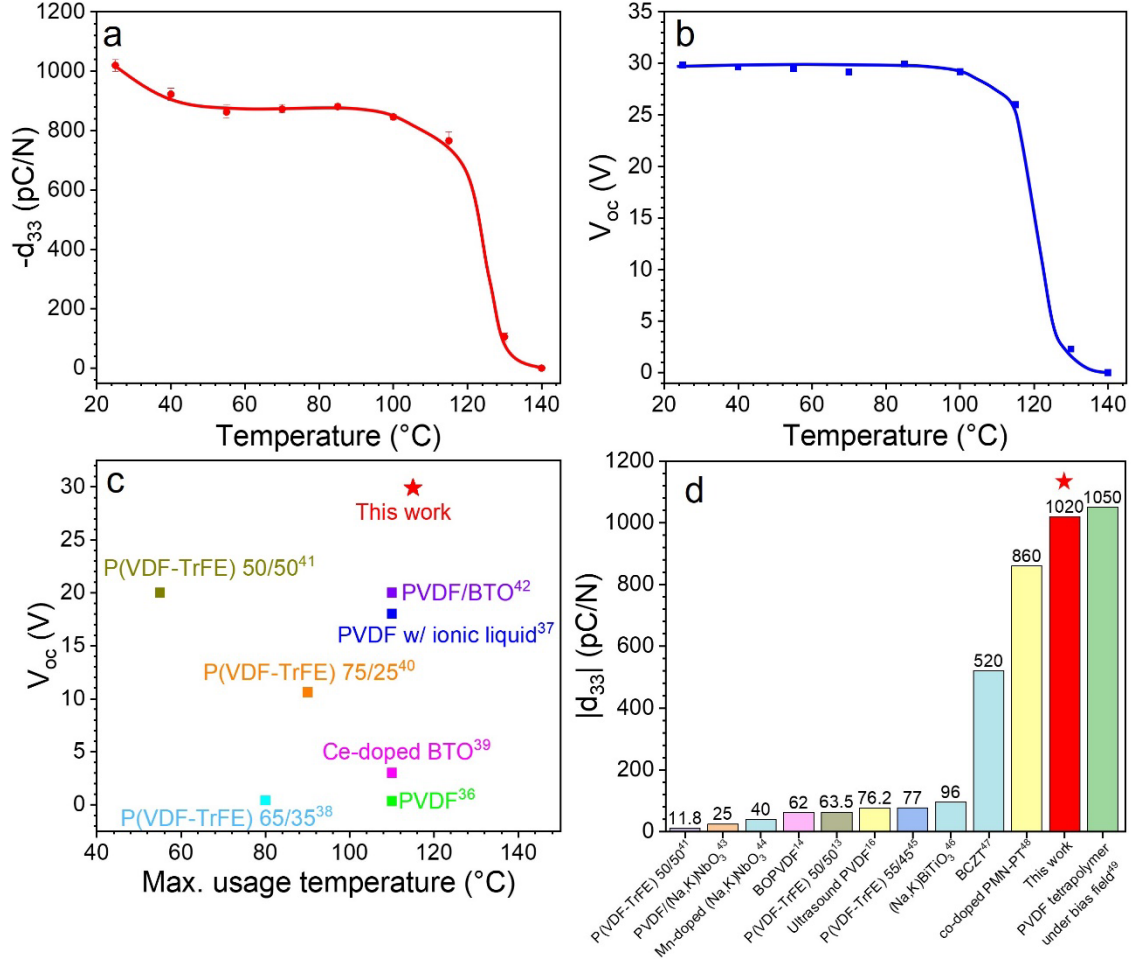 a
1200
1000
800
600
400
200
0
-d33 (pC/N)
20 40 60 80 100 120 140
Temperature (°C)
b
35
30
25
20
15
10
5
0
Voc (V)
20 40 60 80 100 120 140
Temperature (°C)
c
30
25
20
15
10
5
0
Voc (V)
This work
P(VDF-TrFE) 50/50⁴¹
PVDF/BTO⁴²
PVDF w/ ionic liquid³⁷
P(VDF-TrFE) 75/25⁴⁰
Ce-doped BTO³⁹
PVDF³⁶
P(VDF-TrFE) 65/35³⁸
40 60 80 100 120 140
Max. usage temperature (°C)
d
1200
1000
800
600
400
200
0
|d33| (pC/N)
11.8 25 40 62 63.5 76.2 77 96 520 860 1020 1050
P(VDF-TrFE) 50/50⁴¹
PVDF/(Na,K)NbO₃⁴³
Mn-doped (Na,K)NbO₃⁴⁴
BOPVDF¹⁴
P(VDF-TrFE) 50/50¹³
Ultrasound PVDF¹⁶
P(VDF-TrFE) 55/45⁴⁵
(Na,K)BiTiO₃⁴⁶
BCZT⁴⁷
co-doped PMN-PT⁴⁸
This work
PVDF tetrapolymer
under bias field⁴⁹